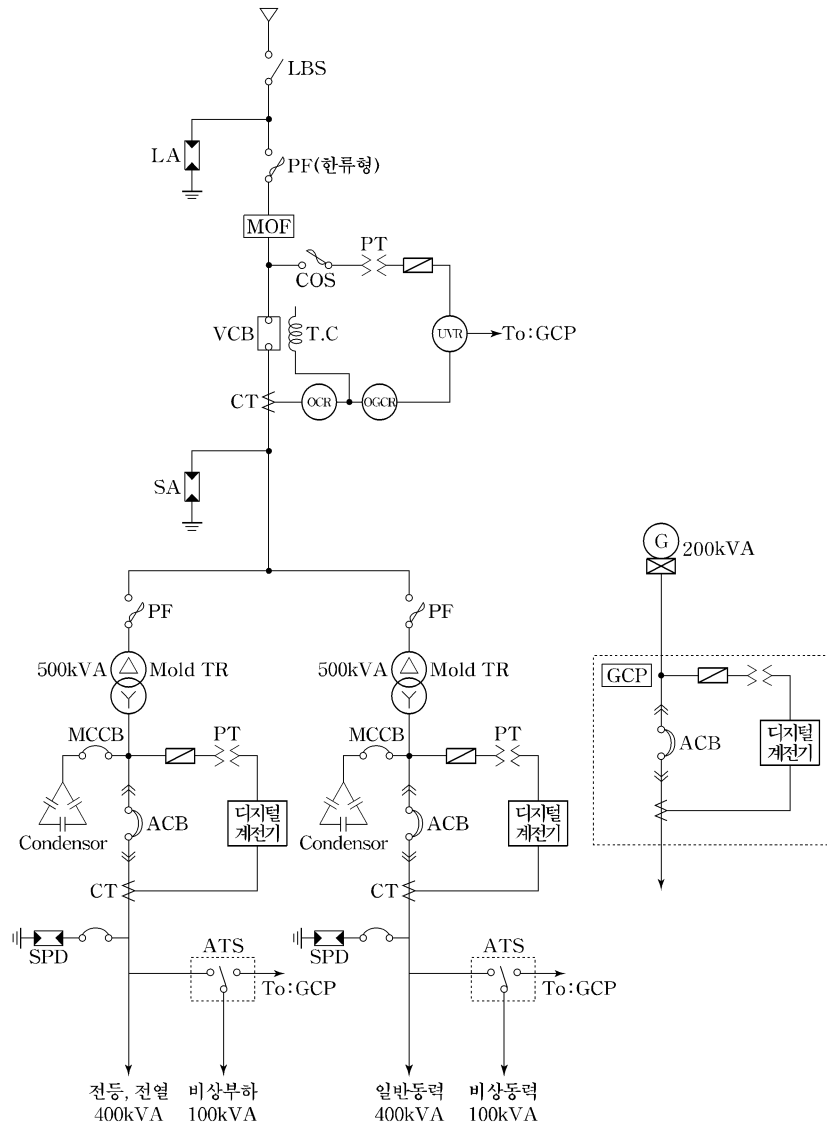 LBS
LA
PF(한류형)
MOF
PT
COS
VCB
T.C
UVR
To:GCP
CT
OCR
OGCR
SA
G
200kVA
PF
PF
500kVA
Mold TR
500kVA
Mold TR
GCP
MCCB
PT
MCCB
PT
ACB
디지털
계전기
ACB
디지털
계전기
ACB
디지털
계전기
Condensor
Condensor
CT
CT
SPD
ATS
To:GCP
SPD
ATS
To:GCP
전등, 전열
400kVA
비상부하
100kVA
일반동력
400kVA
비상동력
100kVA